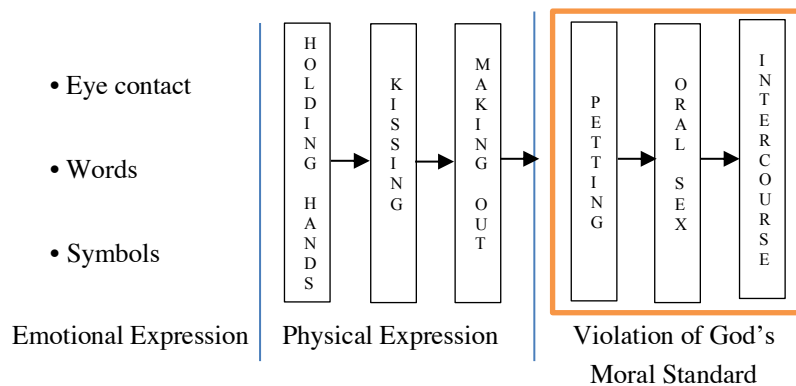 • Eye contact
• Words
• Symbols
Emotional Expression
HOLDING HANDS
KISSING
MAKING OUT
Physical Expression
PETTING
ORAL SEX
INTERCOURSE
Violation of God’s
Moral Standard